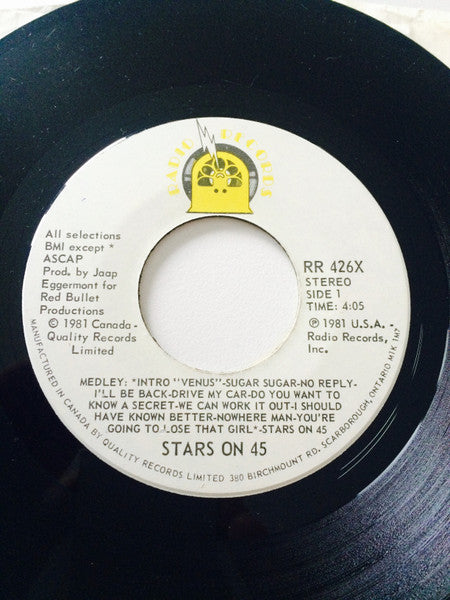 RADIO RECORDS
All selections
BMI except *
ASCAP
Prod. by Jaap
Eggermont for
Red Bullet
Productions
© 1981 Canada-
Quality Records
Limited
RR 426X
STEREO
SIDE 1
TIME: 4:05
℗ 1981 U.S.A.-
Radio Records,
Inc.
MEDLEY: *INTRO "VENUS"-SUGAR SUGAR-NO REPLY-
I'LL BE BACK-DRIVE MY CAR-DO YOU WANT TO
KNOW A SECRET-WE CAN WORK IT OUT-I SHOULD
HAVE KNOWN BETTER-NOWHERE MAN-YOU'RE
GOING TO LOSE THAT GIRL*-STARS ON 45
STARS ON 45
MANUFACTURED IN CANADA BY QUALITY RECORDS LIMITED 380 BIRCHMOUNT RD, SCARBOROUGH, ONTARIO M1K 1M7